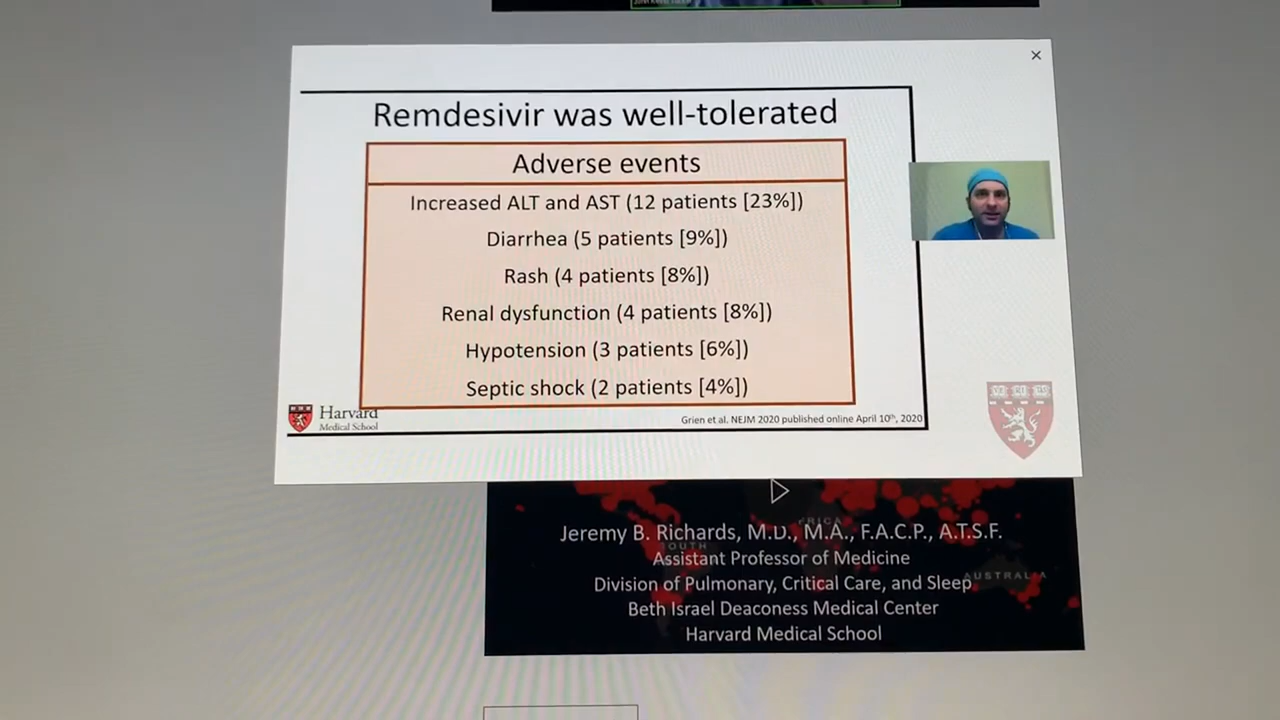 Remdesivir was well-tolerated
Adverse events
Increased ALT and AST (12 patients [23%])
Diarrhea (5 patients [9%])
Rash (4 patients [8%])
Renal dysfunction (4 patients [8%])
Hypotension (3 patients [6%])
Septic shock (2 patients [4%])
Harvard
Medical School
Grien et al. NEJM 2020 published online April 10th, 2020
Jeremy B. Richards, M.D., M.A., F.A.C.P., A.T.S.F.
SOUTH
Assistant Professor of Medicine
AUSTRALIA
Division of Pulmonary, Critical Care, and Sleep
Beth Israel Deaconess Medical Center
Harvard Medical School